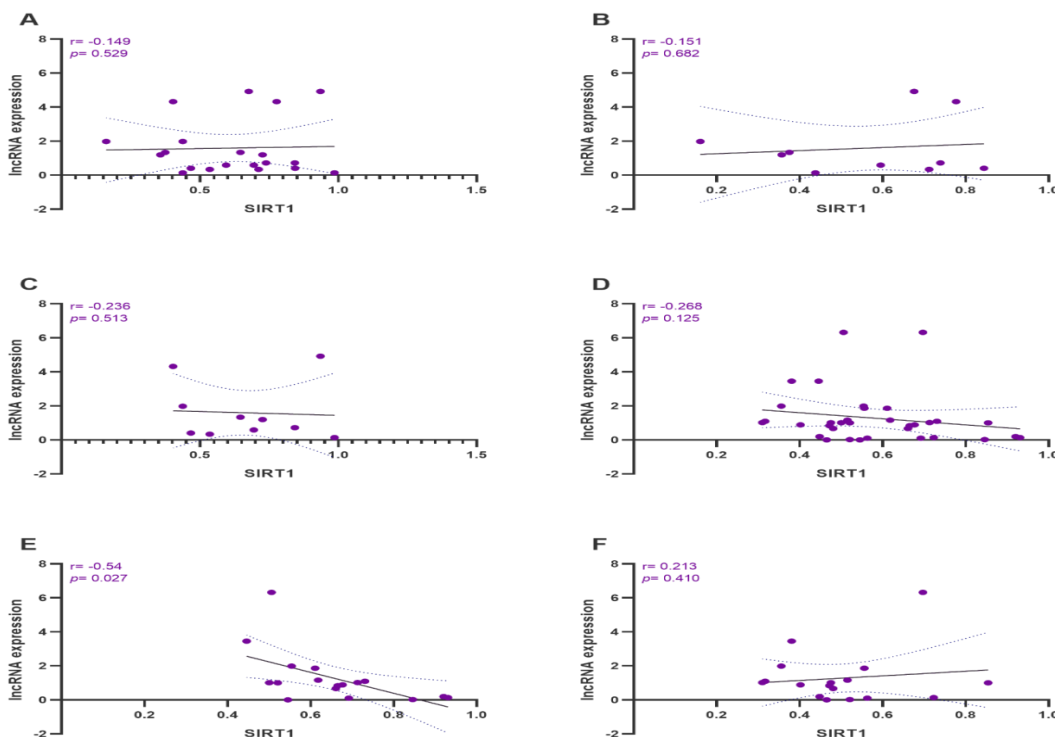 A
r= -0.149
p= 0.529
lncRNA expression
8
6
4
2
0
-2
0.5
1.0
1.5
SIRT1
B
r= -0.151
p= 0.682
lncRNA expression
8
6
4
2
0
-2
0.2
0.4
0.6
0.8
1.0
SIRT1
C
r= -0.236
p= 0.513
lncRNA expression
8
6
4
2
0
-2
0.5
1.0
1.5
SIRT1
D
r= -0.268
p= 0.125
lncRNA expression
8
6
4
2
0
-2
0.2
0.4
0.6
0.8
1.0
SIRT1
E
r= -0.54
p= 0.027
lncRNA expression
8
6
4
2
0
-2
0.2
0.4
0.6
0.8
1.0
SIRT1
F
r= 0.213
p= 0.410
lncRNA expression
8
6
4
2
0
-2
0.2
0.4
0.6
0.8
1.0
SIRT1